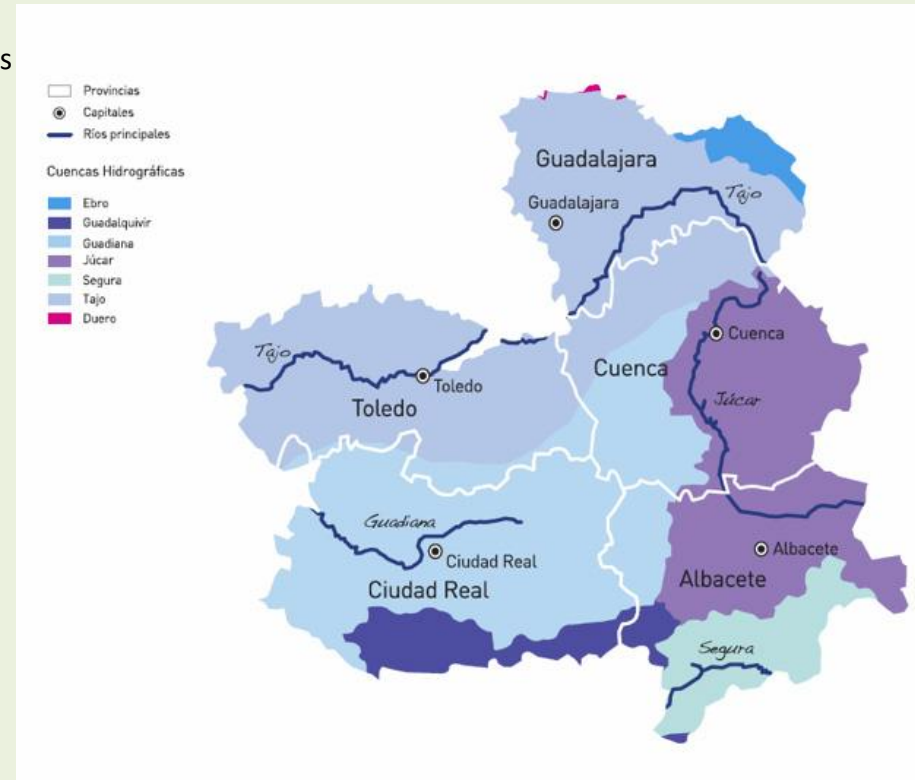 s
Provincias
Capitales
Ríos principales
Cuencas Hidrográficas
Ebro
Guadalquivir
Guadiana
Júcar
Segura
Tajo
Duero
Guadalajara
Guadalajara
Tajo
Cuenca
Cuenca
Júcar
Tajo
Toledo
Toledo
Guadiana
Ciudad Real
Ciudad Real
Albacete
Albacete
Segura